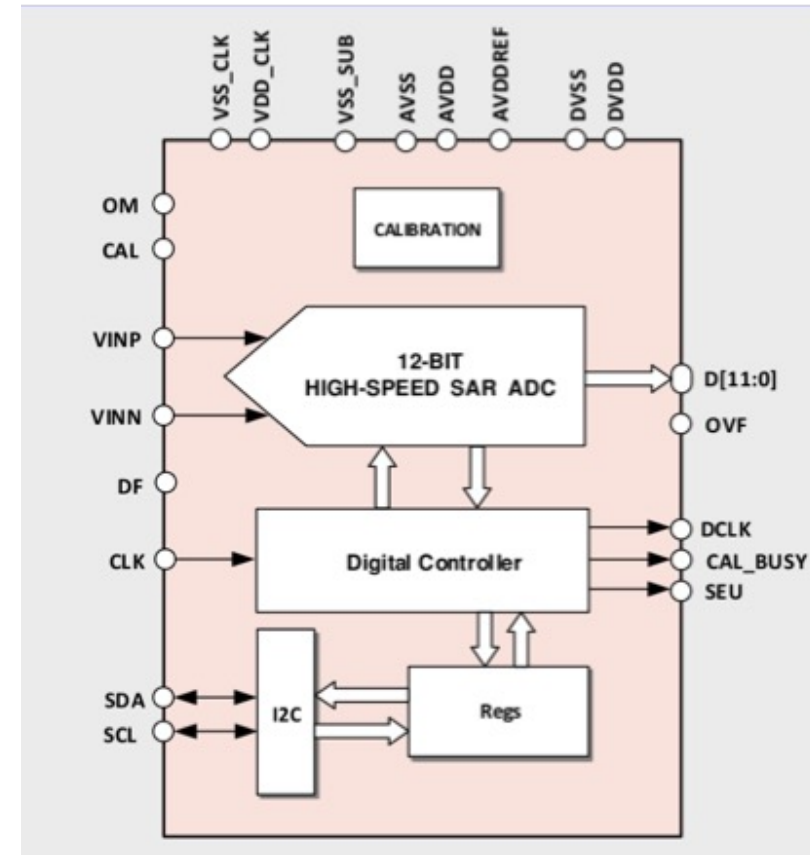 VSS_CLK
VDD_CLK
VSS_SUB
AVSS
AVDD
AVDDREF
DVSS
DVDD
OM
CAL
CALIBRATION
VINP
12-BIT
HIGH-SPEED SAR ADC
D[11:0]
VINN
OVF
DF
DCLK
CLK
Digital Controller
CAL_BUSY
SEU
SDA
I2C
Regs
SCL